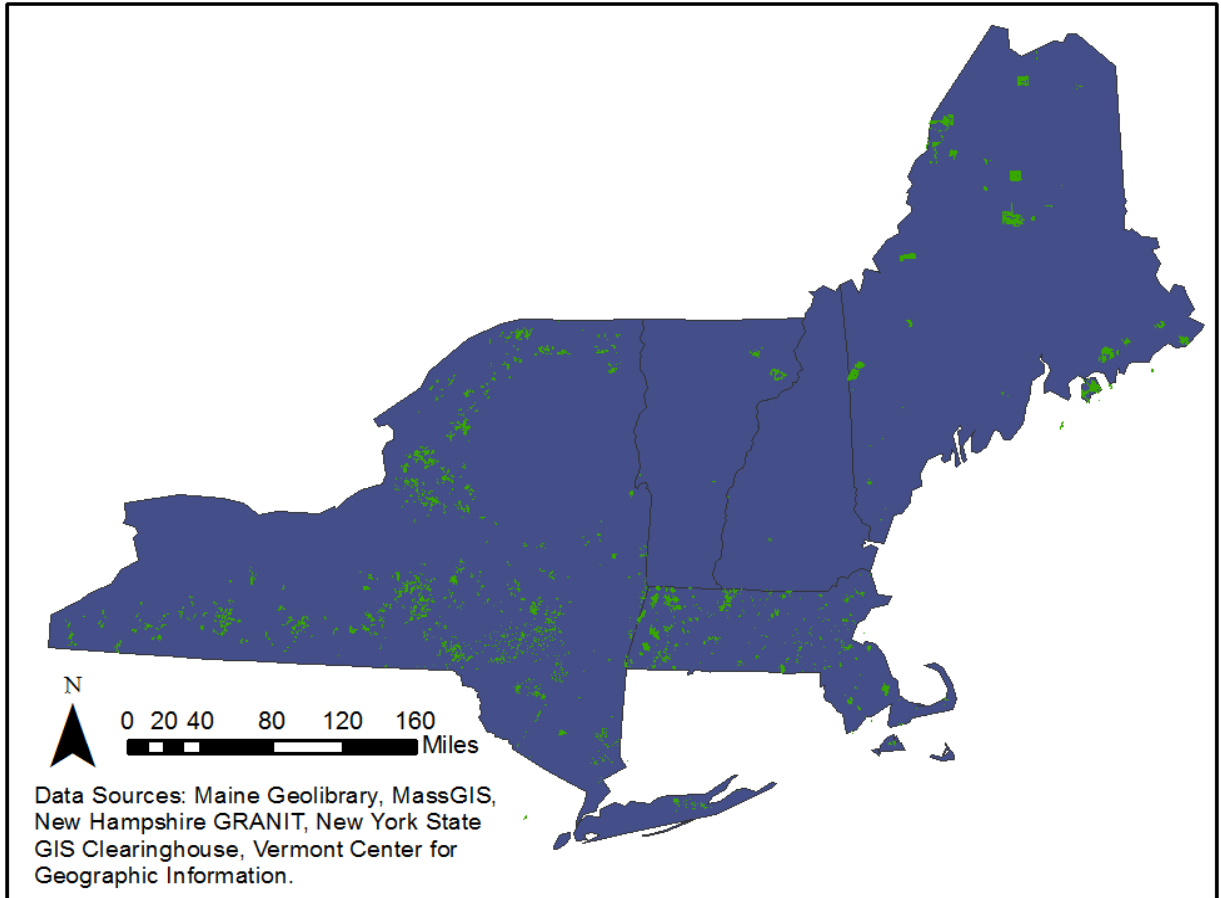 N
0 20 40 80 120 160
Miles
Data Sources: Maine Geolibrary, MassGIS,
New Hampshire GRANIT, New York State
GIS Clearinghouse, Vermont Center for
Geographic Information.